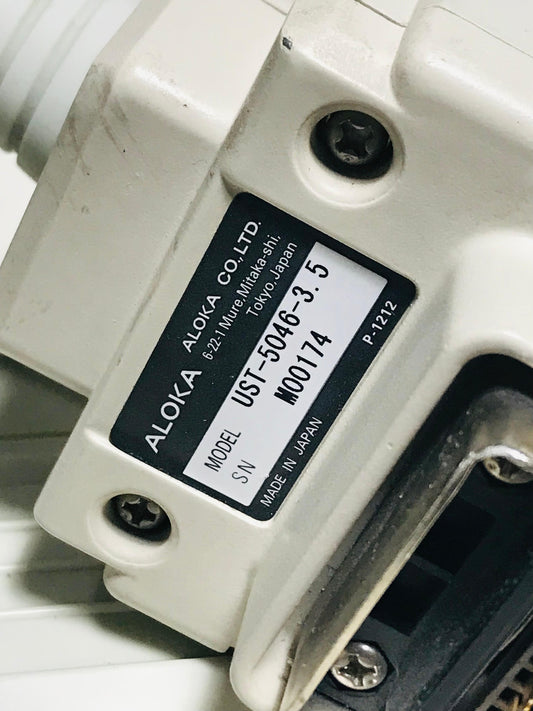 ALOKA ALOKA CO., LTD.
6-22-1 Mure, Mitaka-shi,
Tokyo, Japan
MODEL UST-5046-3.5
SN M00174
MADE IN JAPAN P-1212